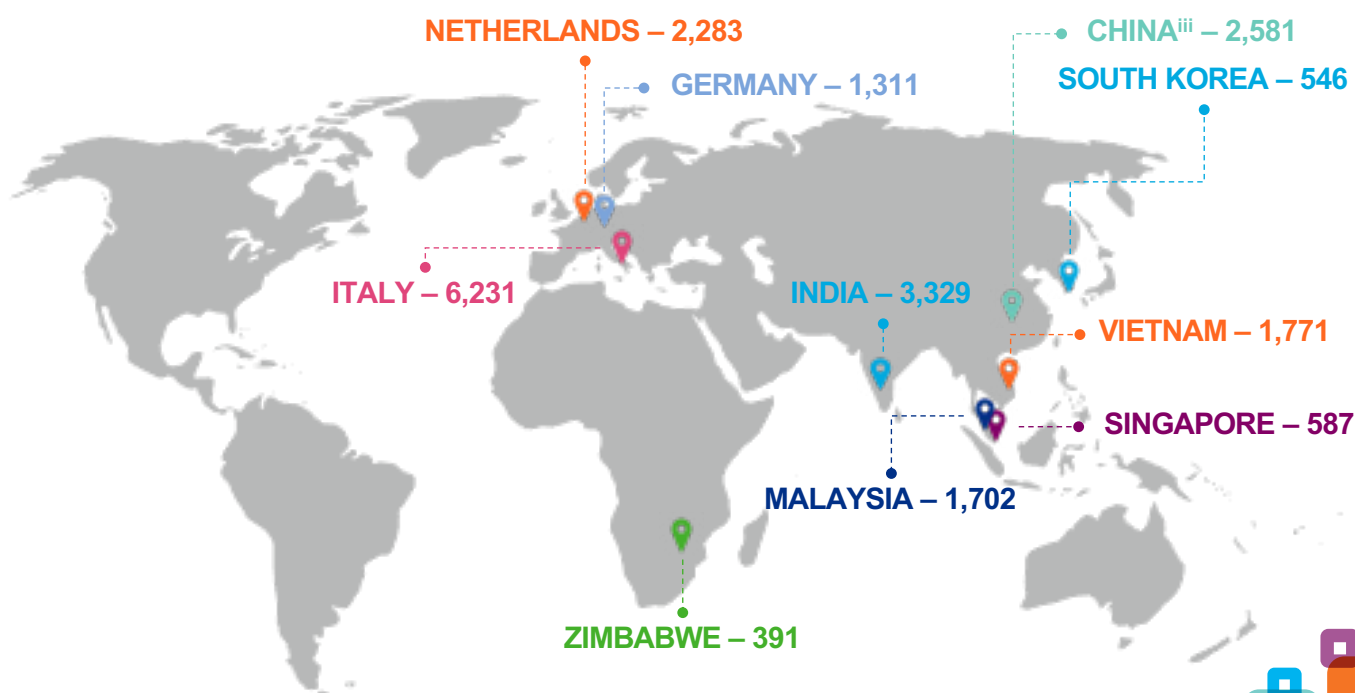 NETHERLANDS – 2,283
CHINAⁱⁱⁱ – 2,581
GERMANY – 1,311
SOUTH KOREA – 546
ITALY – 6,231
INDIA – 3,329
VIETNAM – 1,771
SINGAPORE – 587
MALAYSIA – 1,702
ZIMBABWE – 391